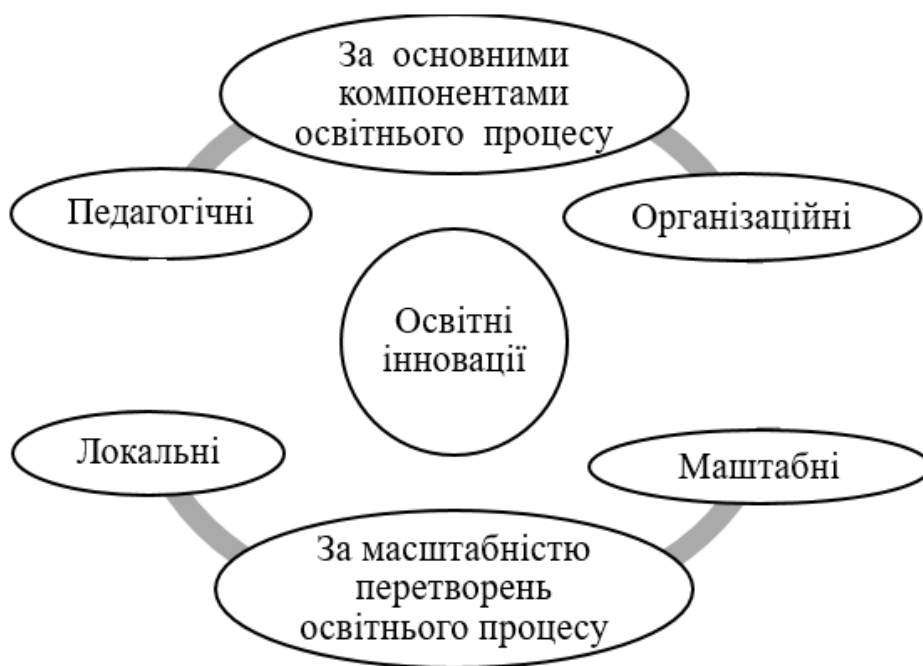 За основними
компонентами
освітнього процесу
Педагогічні
Організаційні
Освітні
інновації
Локальні
Маштабні
За масштабністю
перетворень
освітнього процесу